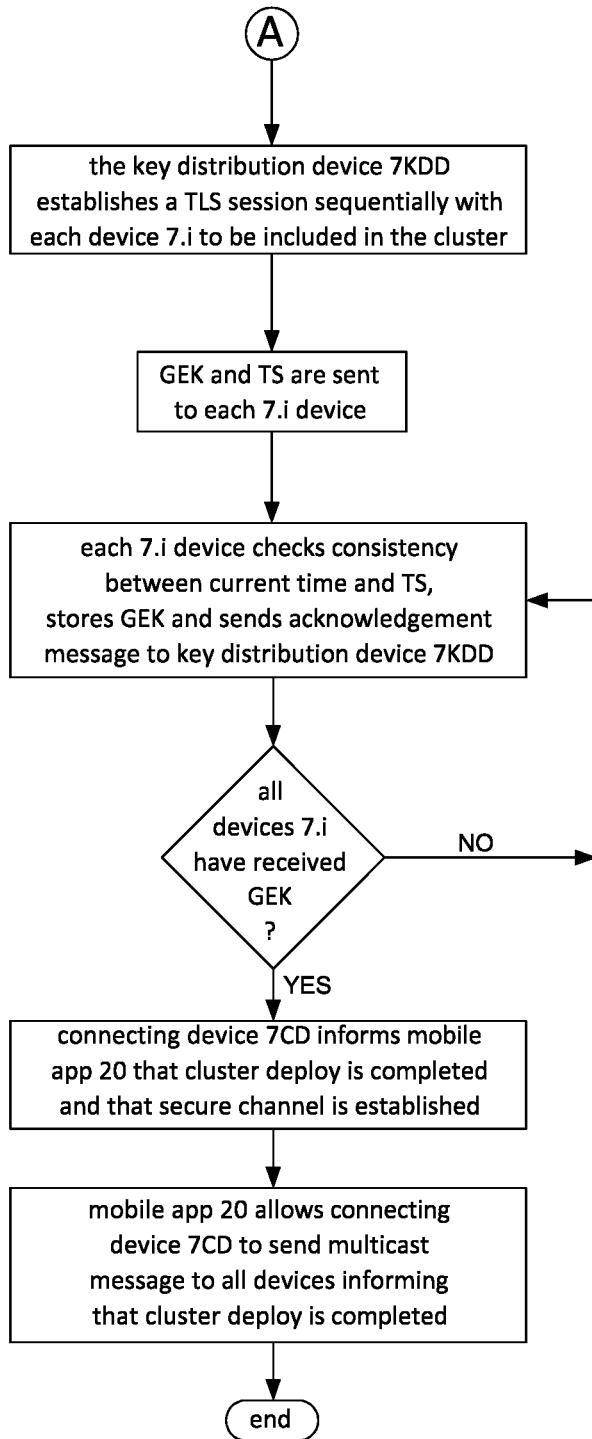 A
the key distribution device 7KDD
establishes a TLS session sequentially with
each device 7.i to be included in the cluster
GEK and TS are sent
to each 7.i device
each 7.i device checks consistency
between current time and TS,
stores GEK and sends acknowledgement
message to key distribution device 7KDD
all
devices 7.i
have received
GEK
?
NO
YES
connecting device 7CD informs mobile
app 20 that cluster deploy is completed
and that secure channel is established
mobile app 20 allows connecting
device 7CD to send multicast
message to all devices informing
that cluster deploy is completed
end